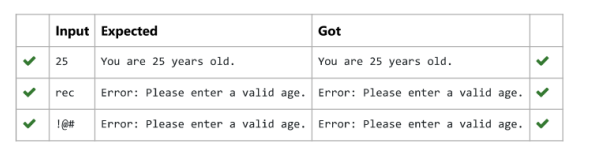 Input Expected Got
25 You are 25 years old. You are 25 years old.
rec Error: Please enter a valid age. Error: Please enter a valid age.
!@# Error: Please enter a valid age. Error: Please enter a valid age.